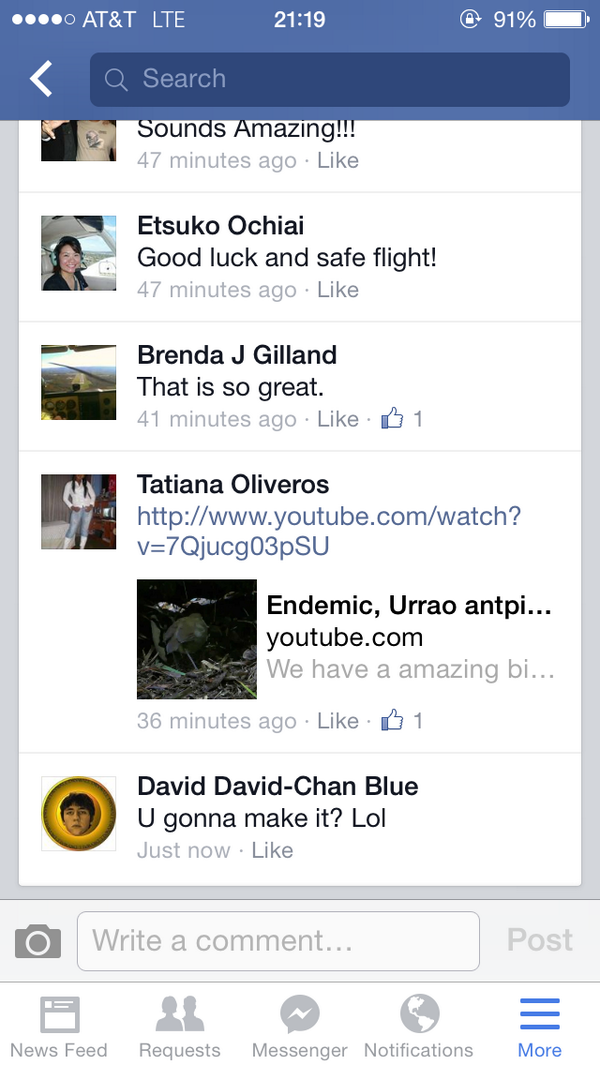 AT&T LTE 21:19 91%
Search
Sounds Amazing!!!
47 minutes ago · Like
Etsuko Ochiai
Good luck and safe flight!
47 minutes ago · Like
Brenda J Gilland
That is so great.
41 minutes ago · Like · 1
Tatiana Oliveros
http://www.youtube.com/watch?
v=7Qjucg03pSU
Endemic, Urrao antpi...
youtube.com
We have a amazing bi...
36 minutes ago · Like · 1
David David-Chan Blue
U gonna make it? Lol
Just now · Like
Write a comment...
Post
News Feed Requests Messenger Notifications More